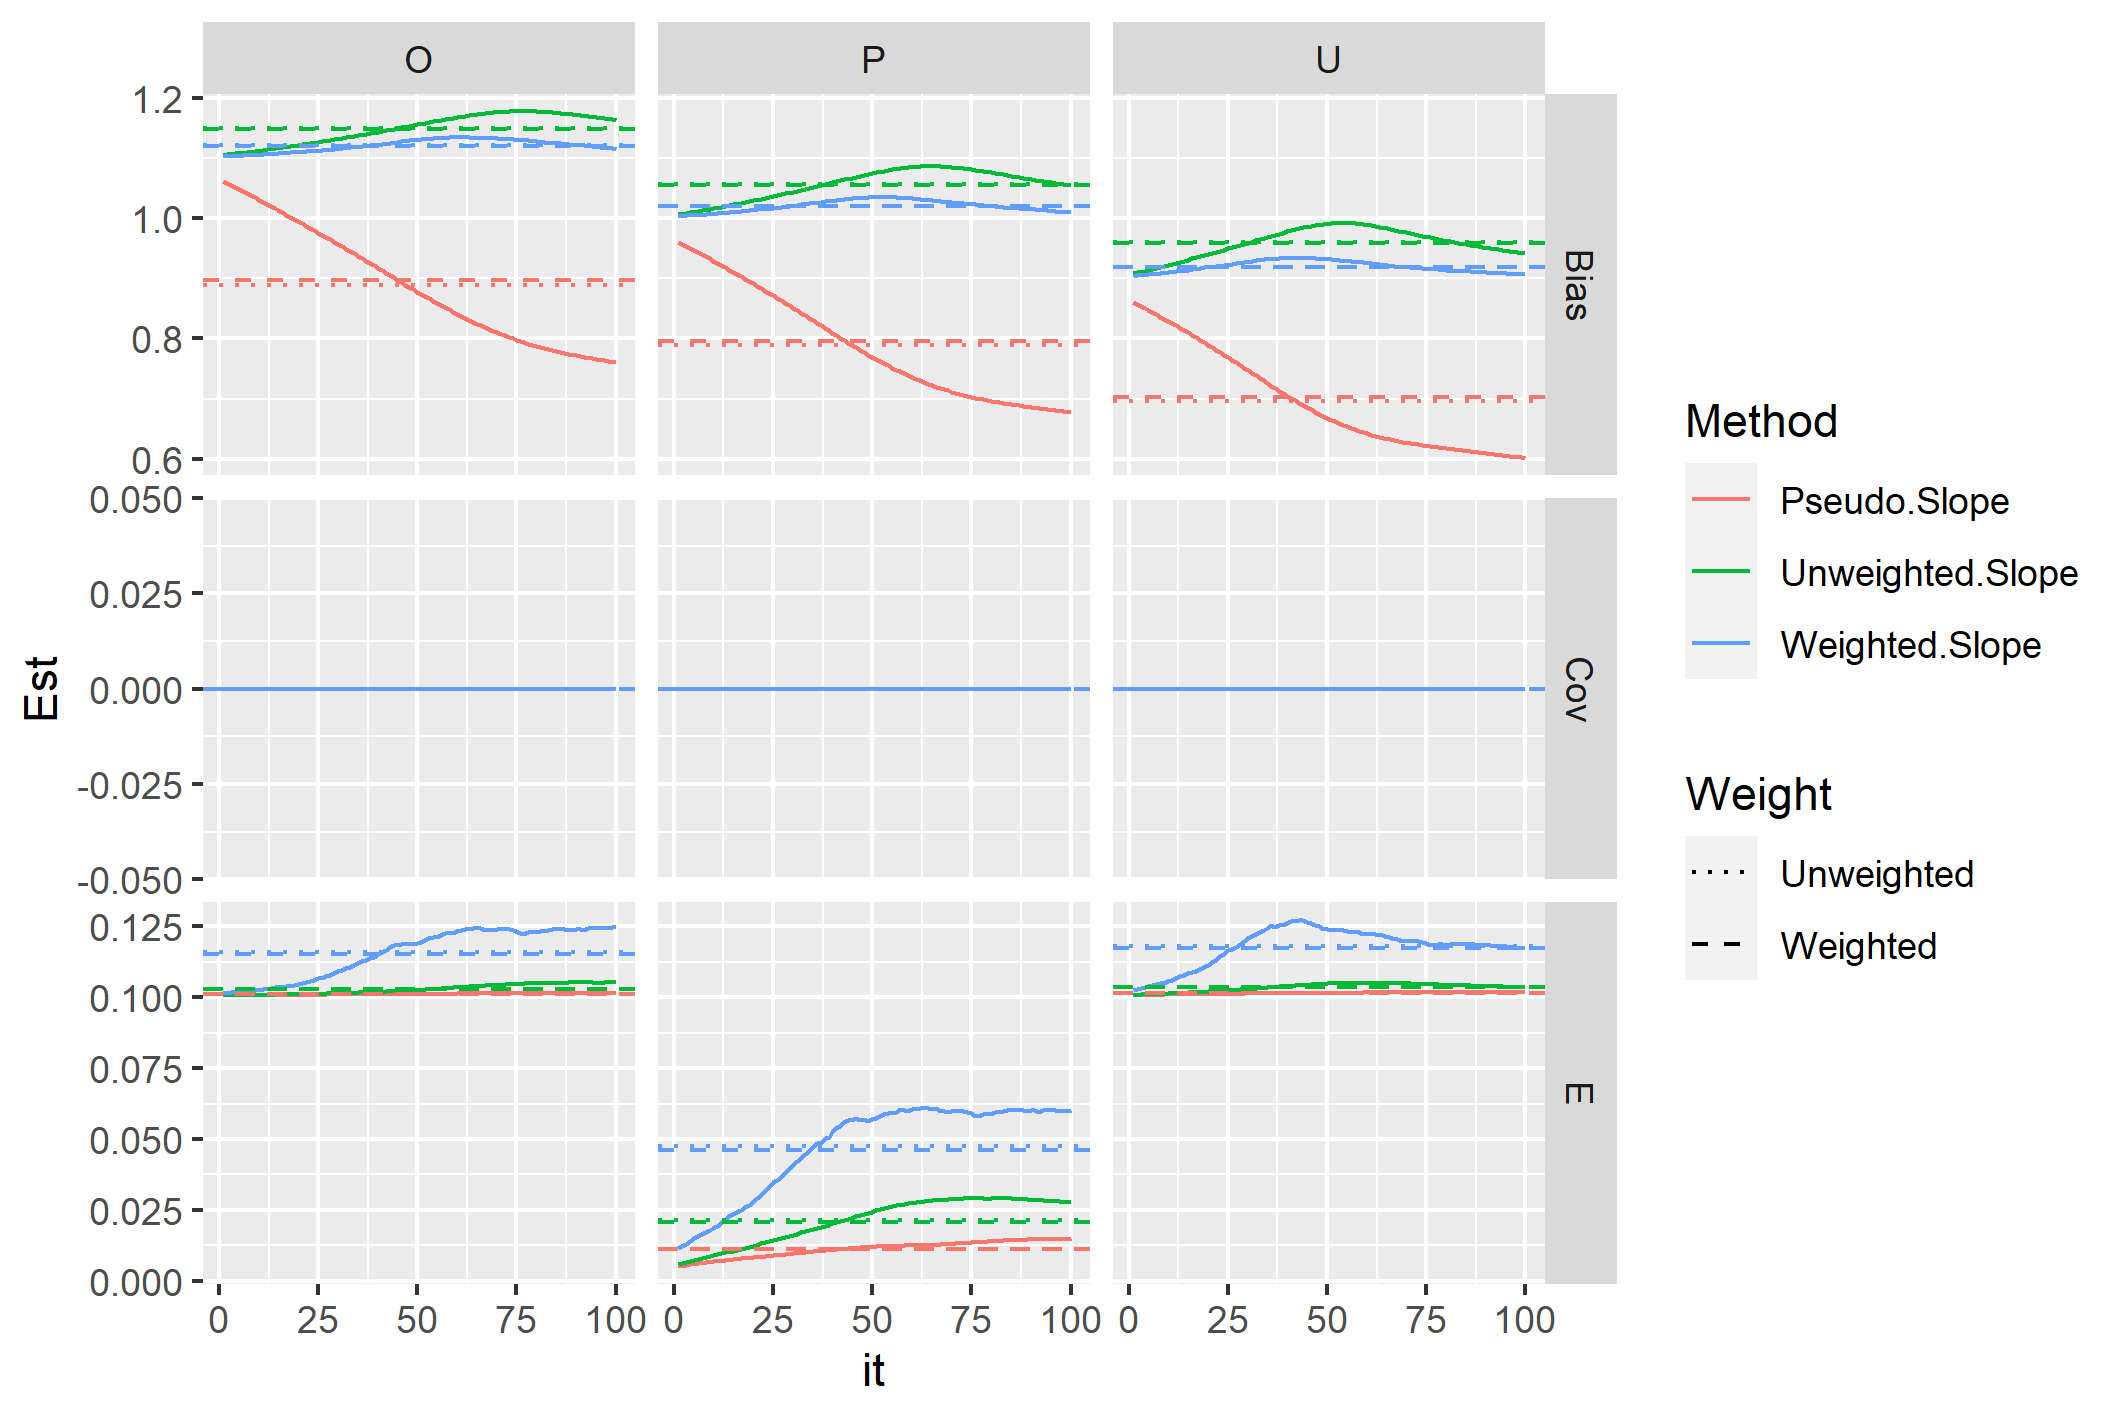 O P U
1.2
1.0
0.8
0.6
Bias
0.050
0.025
0.000
-0.025
-0.050
Cov
0.125
0.100
0.075
0.050
0.025
0.000
E
0 25 50 75 100 0 25 50 75 100 0 25 50 75 100
it
Est
Method
Pseudo.Slope
Unweighted.Slope
Weighted.Slope
Weight
Unweighted
Weighted